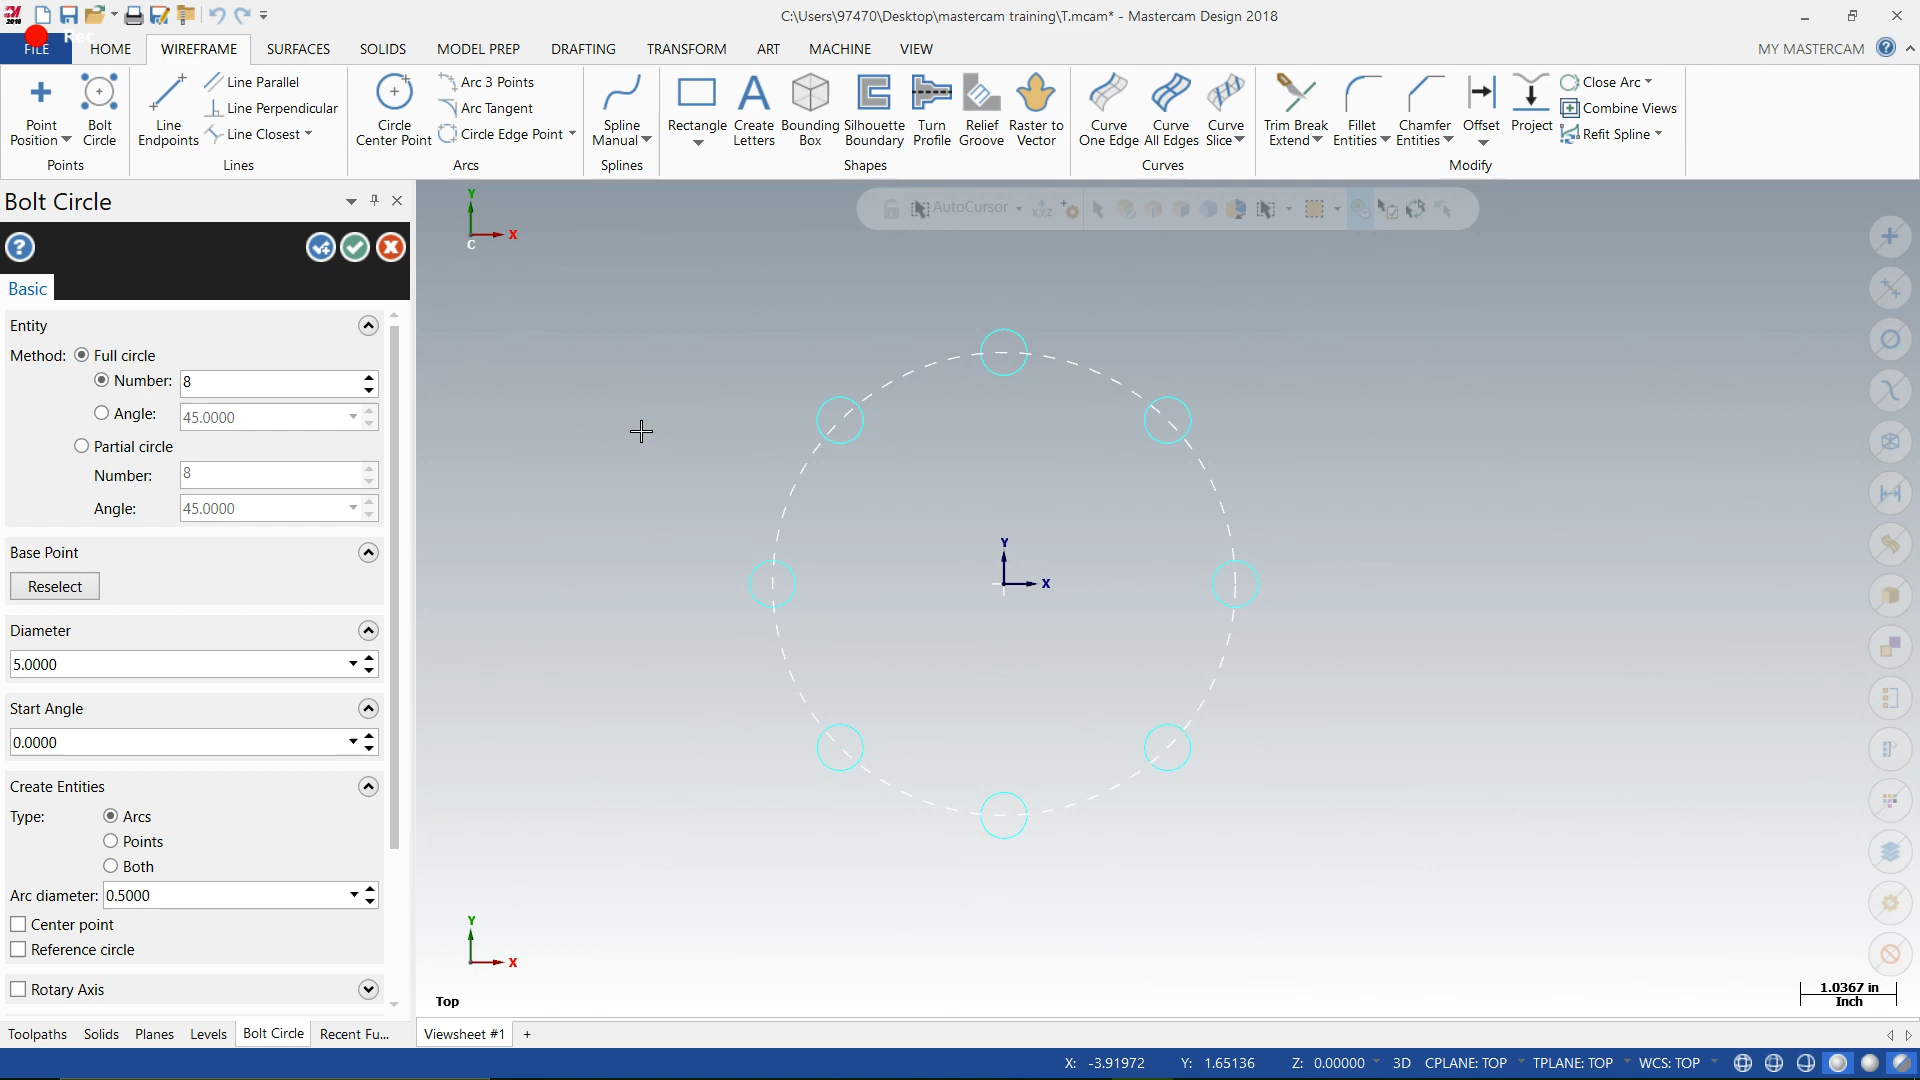 C:\Users\97470\Desktop\mastercam training\T.mcam* - Mastercam Design 2018
Rec
FILE HOME WIREFRAME SURFACES SOLIDS MODEL PREP DRAFTING TRANSFORM ART MACHINE VIEW MY MASTERCAM
Point Position
Bolt Circle
Points
Line Endpoints
Line Parallel
Line Perpendicular
Line Closest
Lines
Circle Center Point
Arc 3 Points
Arc Tangent
Circle Edge Point
Arcs
Spline Manual
Splines
Rectangle
Create Letters
Bounding Box
Silhouette Boundary
Turn Profile
Relief Groove
Raster to Vector
Shapes
Curve One Edge
Curve All Edges
Curve Slice
Curves
Trim Break Extend
Fillet Entities
Chamfer Entities
Offset
Project
Close Arc
Combine Views
Refit Spline
Modify
Bolt Circle
Basic
Entity
Method: Full circle
Number: 8
Angle: 45.0000
Partial circle
Number: 8
Angle: 45.0000
Base Point
Reselect
Diameter
5.0000
Start Angle
0.0000
Create Entities
Type: Arcs
Points
Both
Arc diameter: 0.5000
Center point
Reference circle
Rotary Axis
Toolpaths Solids Planes Levels Bolt Circle Recent Fu...
AutoCursor
Y
X
C
Y
X
Y
X
Top
1.0367 in
Inch
Viewsheet #1 +
X: -3.91972 Y: 1.65136 Z: 0.00000 3D CPLANE: TOP TPLANE: TOP WCS: TOP